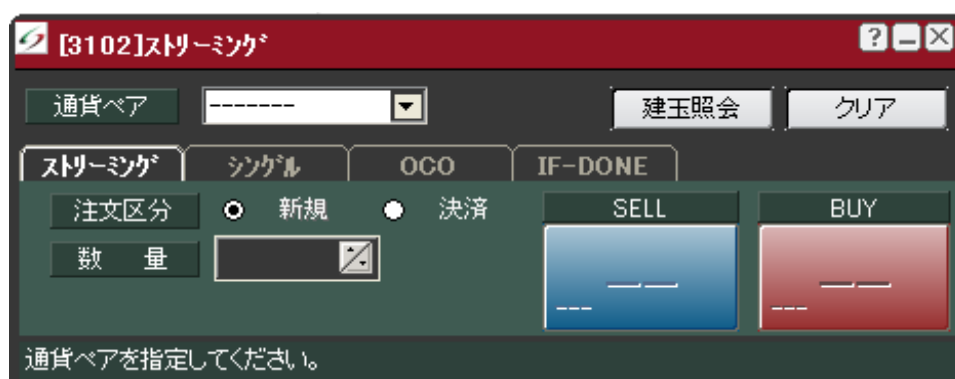 [3102]ストリーミング
通貨ペア ------- 建玉照会 クリア
ストリーミング シングル OCO IF-DONE
注文区分 新規 決済 SELL BUY
数 量
-- --
--- ---
通貨ペアを指定してください。